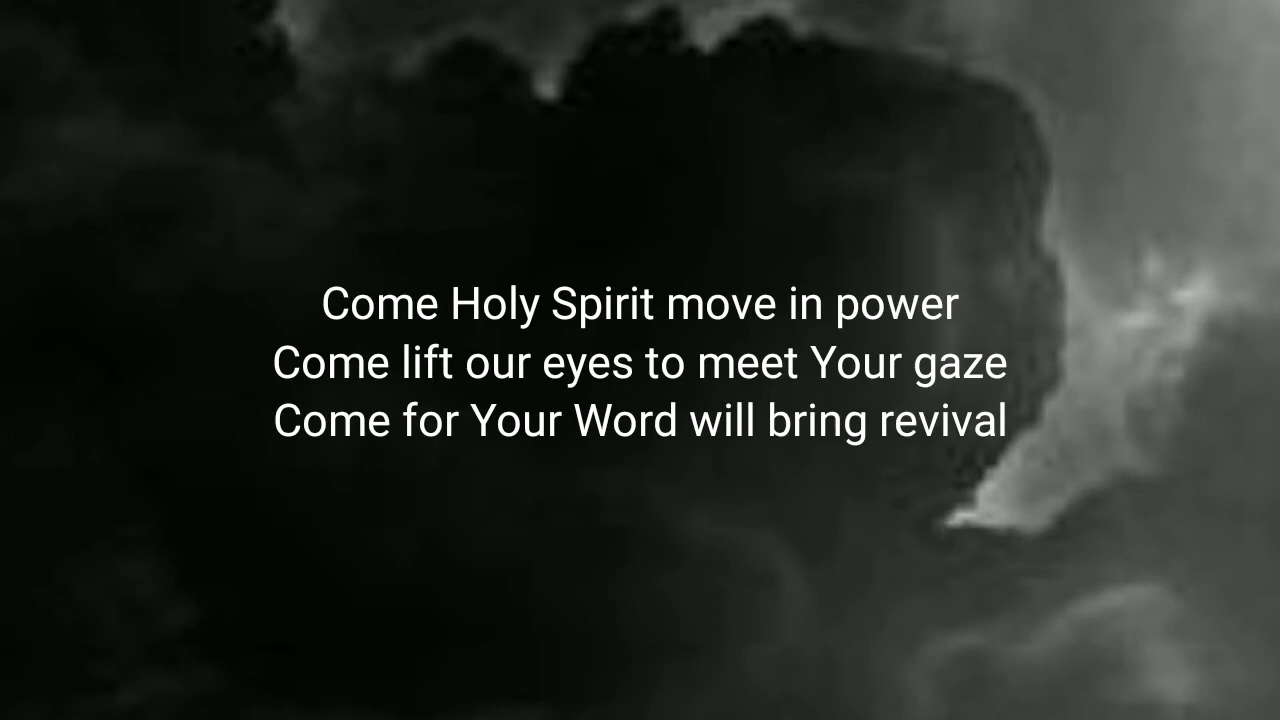 Come Holy Spirit move in power
Come lift our eyes to meet Your gaze
Come for Your Word will bring revival